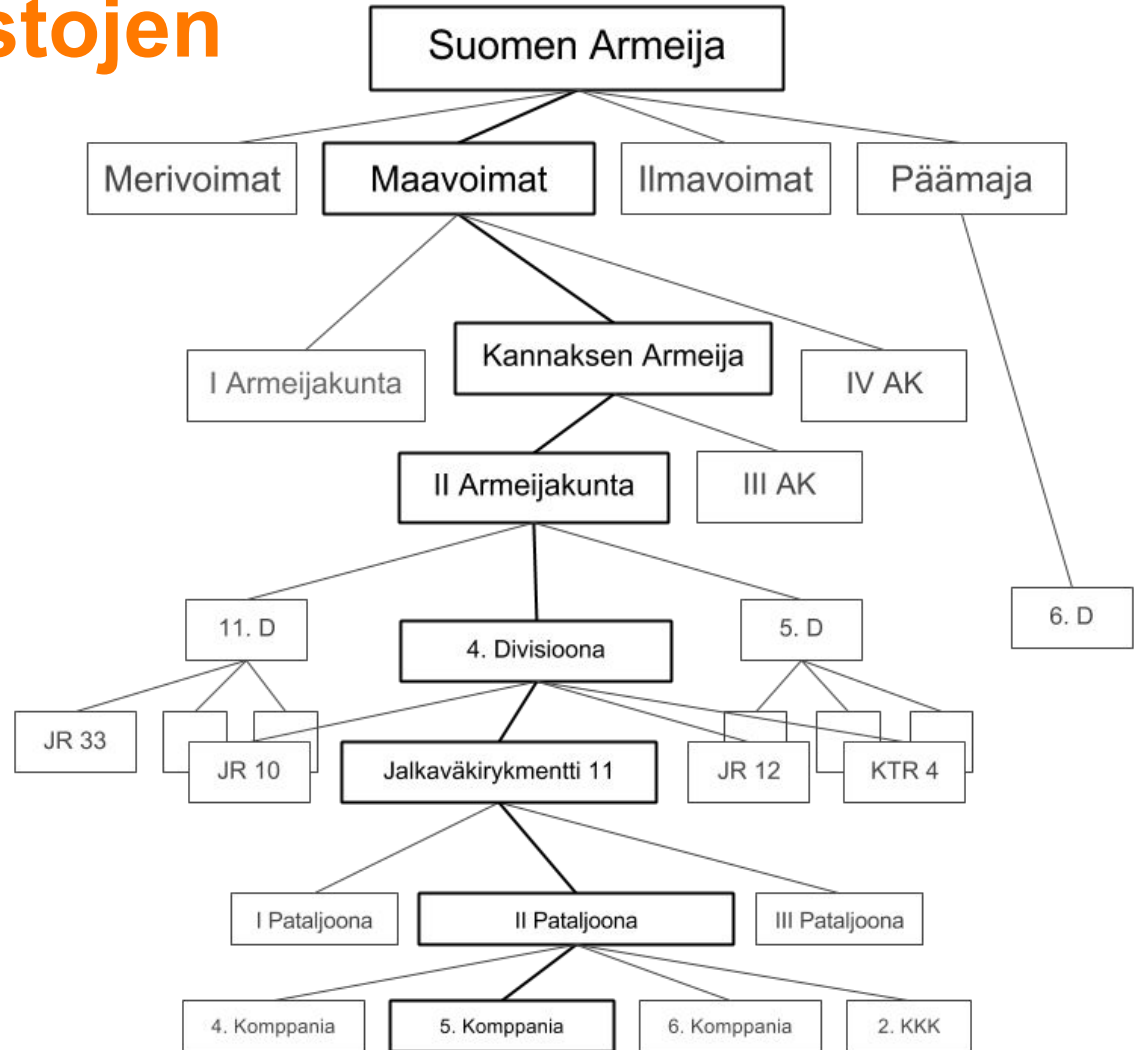 stojen
Suomen Armeija
Merivoimat
Maavoimat
Ilmavoimat
Päämaja
I Armeijakunta
Kannaksen Armeija
IV AK
II Armeijakunta
III AK
11. D
4. Divisioona
5. D
6. D
JR 33
JR 10
Jalkaväkirykmentti 11
JR 12
KTR 4
I Pataljoona
II Pataljoona
III Pataljoona
4. Komppania
5. Komppania
6. Komppania
2. KKK